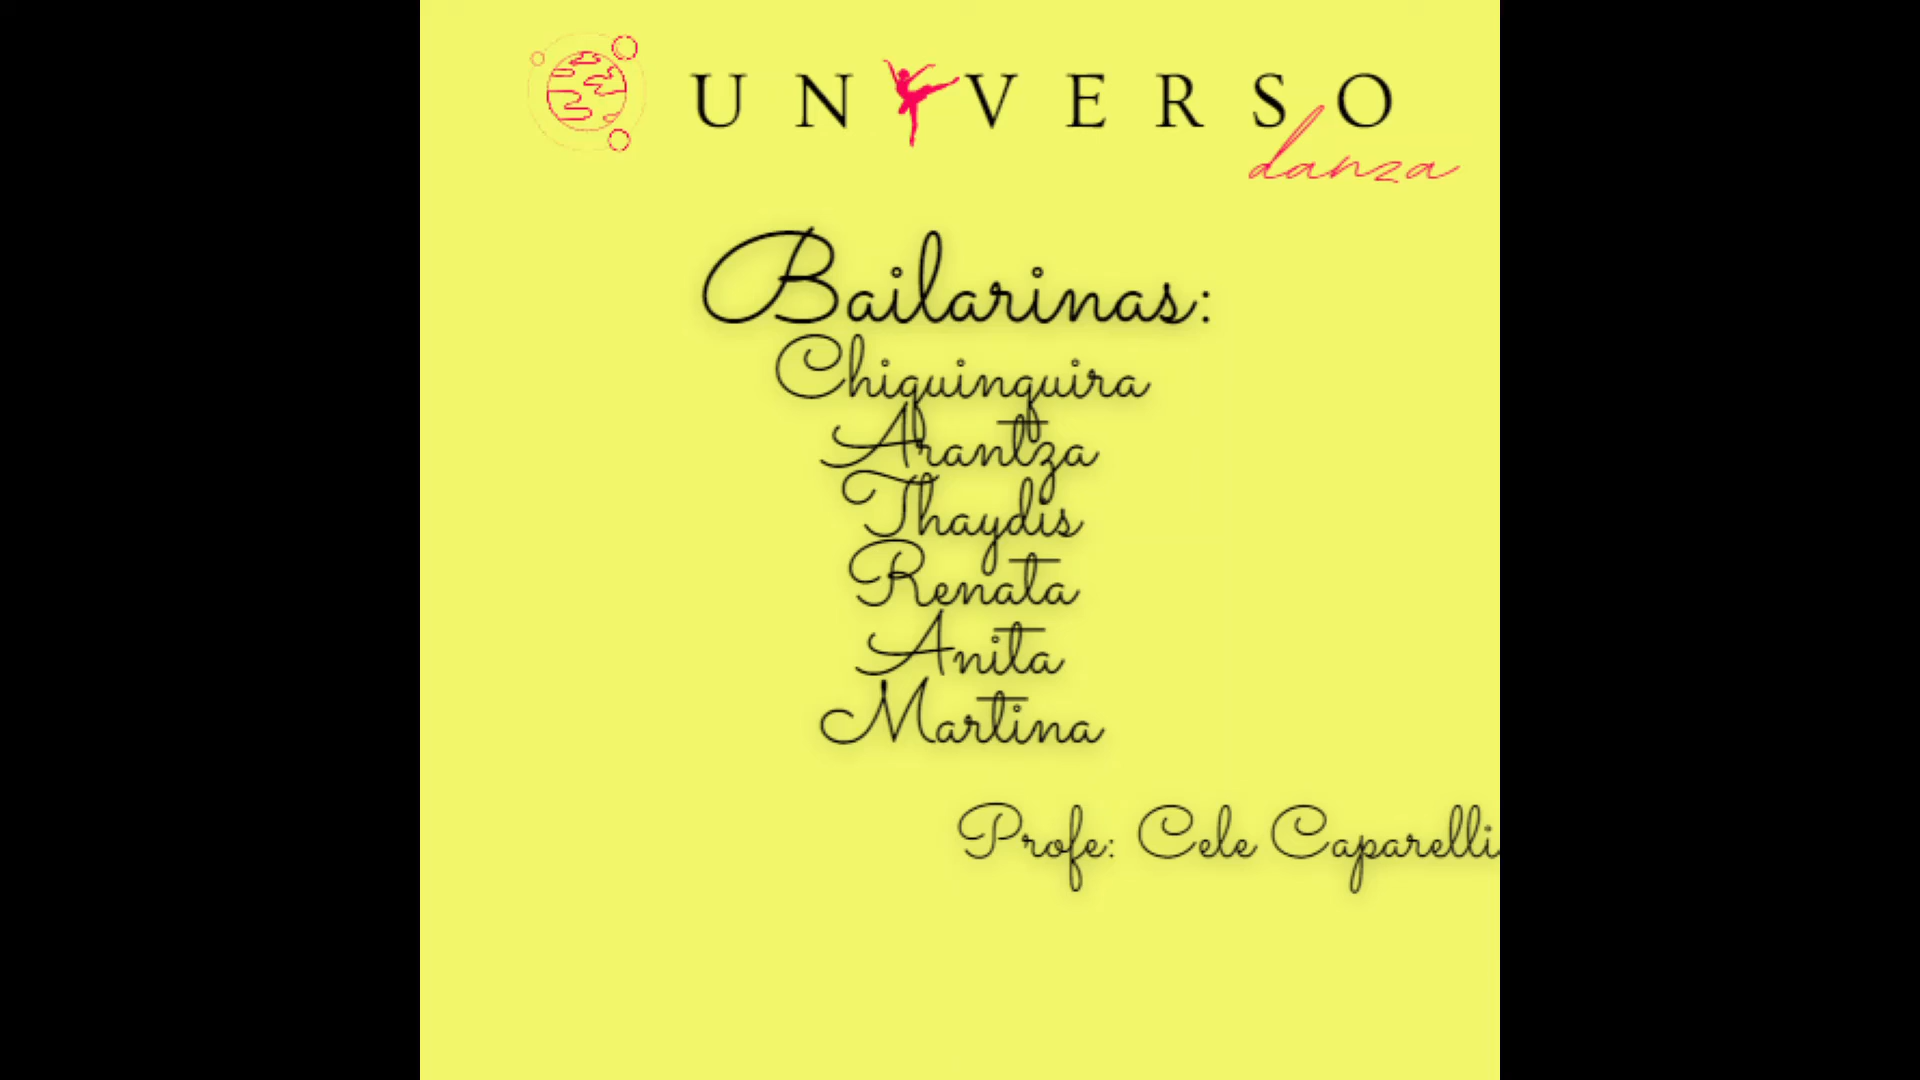 UNIVERSO
danza
Bailarinas:
Chiquinquira
Arantza
Thaydis
Renata
Anita
Martina
Profe: Cele Caparelli